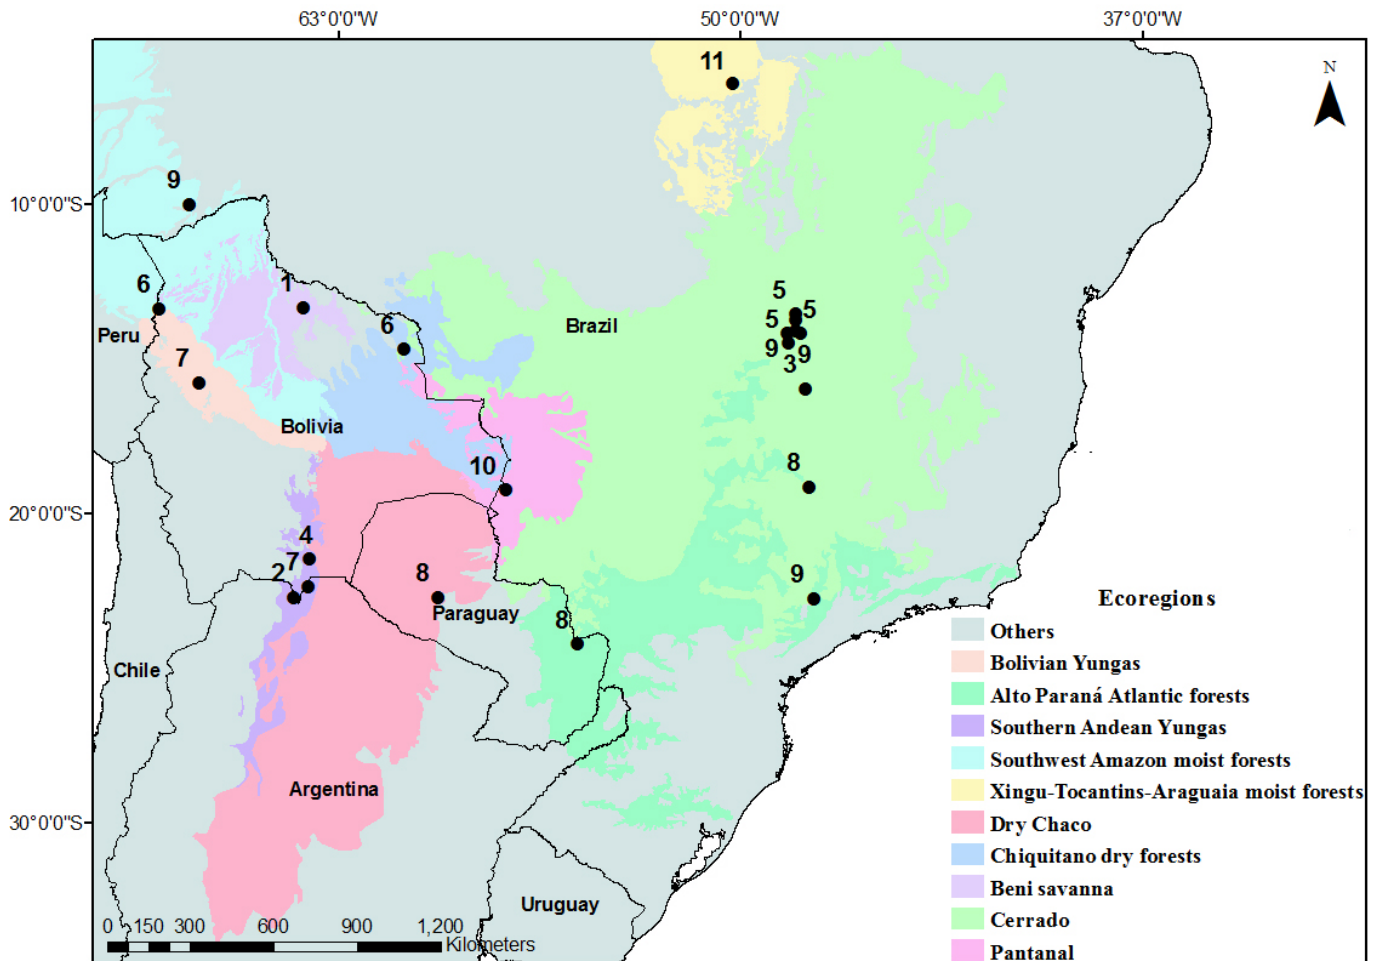 63°0'0"W 50°0'0"W 37°0'0"W
11
N
9
10°0'0"S
6
1
5
5
6
Brazil
5
Peru
9
9
7
3
Bolivia
8
10
20°0'0"S
4
7
2
8
9
Paraguay
8
Ecoregions
Others
Chile
Bolivian Yungas
Alto Paraná Atlantic forests
Southern Andean Yungas
Southwest Amazon moist forests
Argentina
Xingu-Tocantins-Araguaia moist forests
30°0'0"S
Dry Chaco
Chiquitano dry forests
Beni savanna
Uruguay
Cerrado
0 150 300 600 900 1,200
Kilometers
Pantanal